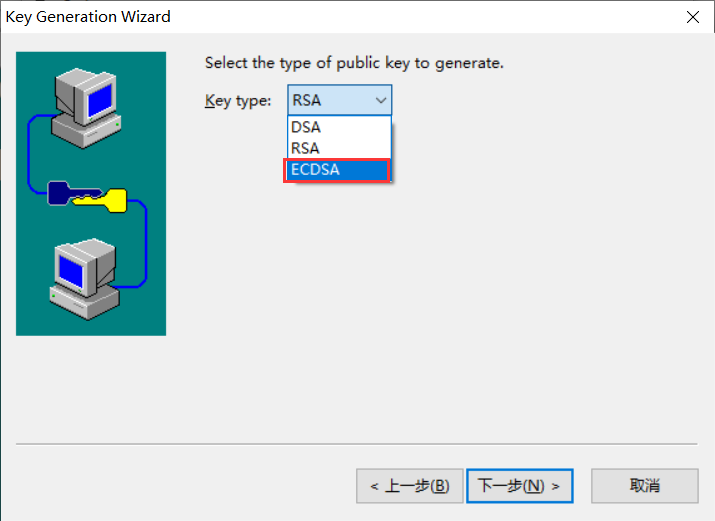 Key Generation Wizard
Select the type of public key to generate.
Key type: RSA
DSA
RSA
ECDSA
< 上一步(B) 下一步(N) > 取消